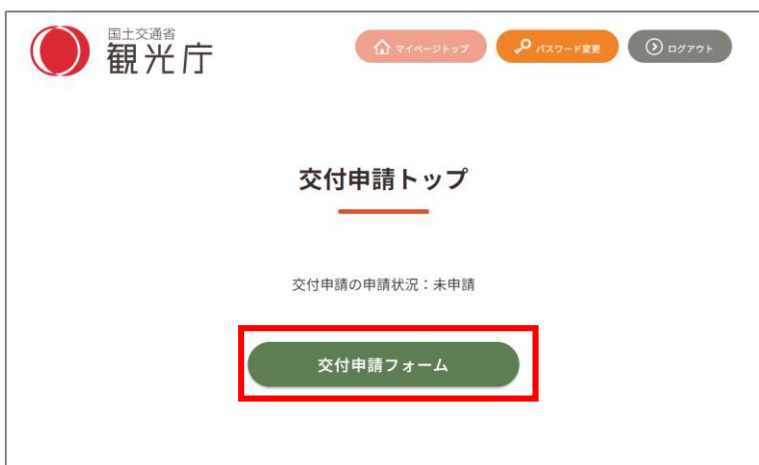 国土交通省
観光庁
マイページトップ
パスワード変更
ログアウト
交付申請トップ
交付申請の申請状況：未申請
交付申請フォーム